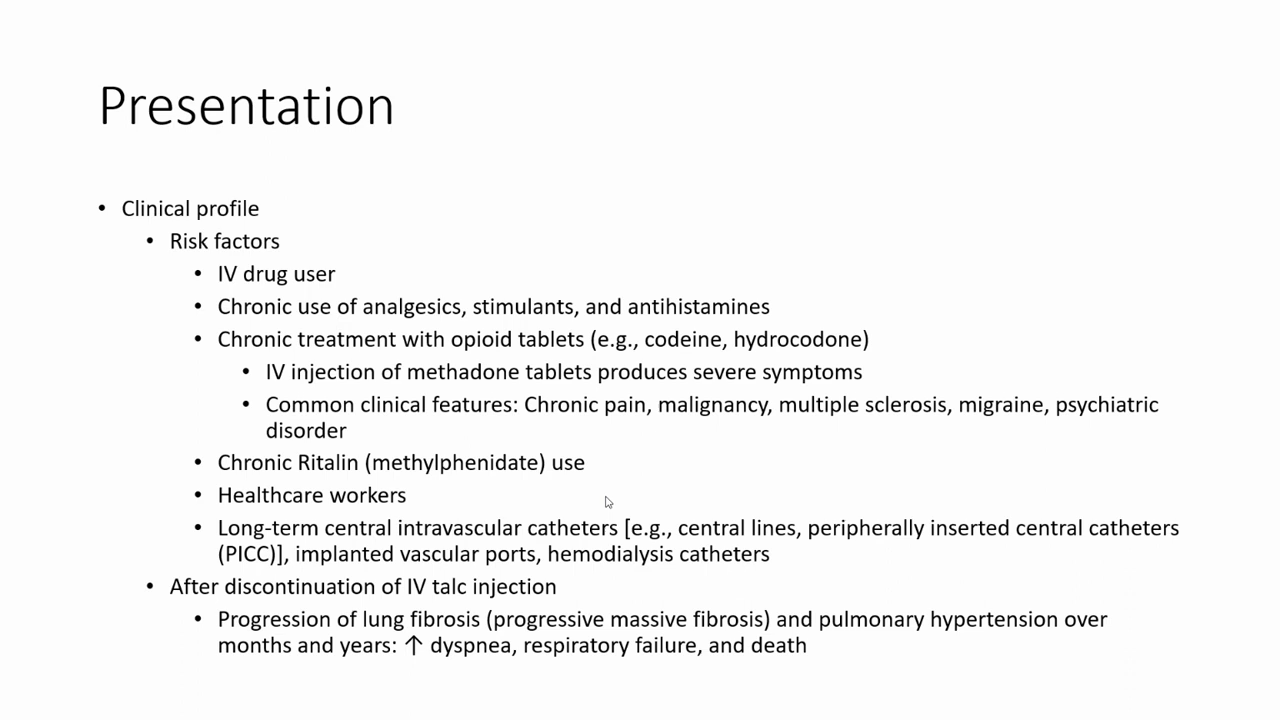 Presentation
• Clinical profile
• Risk factors
• IV drug user
• Chronic use of analgesics, stimulants, and antihistamines
• Chronic treatment with opioid tablets (e.g., codeine, hydrocodone)
• IV injection of methadone tablets produces severe symptoms
• Common clinical features: Chronic pain, malignancy, multiple sclerosis, migraine, psychiatric
disorder
• Chronic Ritalin (methylphenidate) use
• Healthcare workers
• Long-term central intravascular catheters [e.g., central lines, peripherally inserted central catheters
(PICC)], implanted vascular ports, hemodialysis catheters
• After discontinuation of IV talc injection
• Progression of lung fibrosis (progressive massive fibrosis) and pulmonary hypertension over
months and years: ↑ dyspnea, respiratory failure, and death